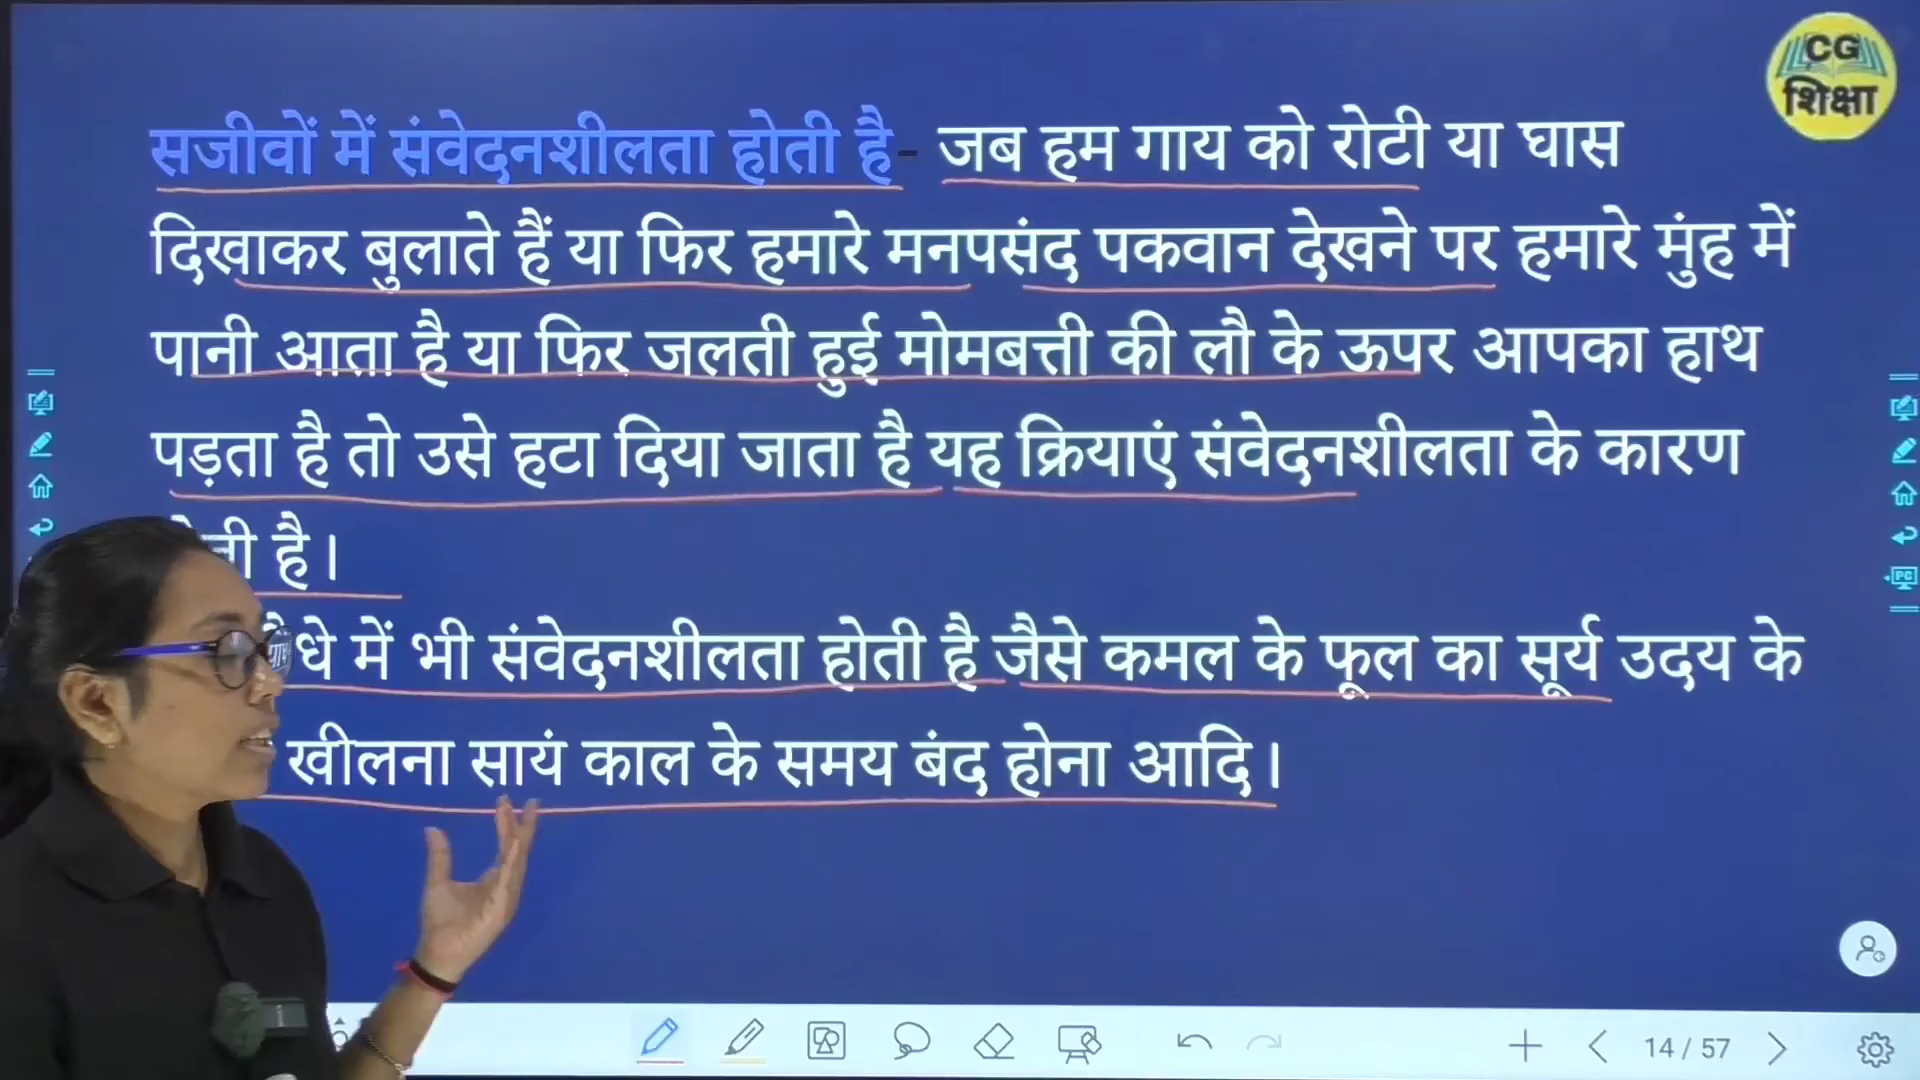 CG
शिक्षा
सजीवों में संवेदनशीलता होती है- जब हम गाय को रोटी या घास
दिखाकर बुलाते हैं या फिर हमारे मनपसंद पकवान देखने पर हमारे मुंह में
पानी आता है या फिर जलती हुई मोमबत्ती की लौ के ऊपर आपका हाथ
पड़ता है तो उसे हटा दिया जाता है यह क्रियाएं संवेदनशीलता के कारण
है।
में भी संवेदनशीलता होती है जैसे कमल के फूल का सूर्य उदय के
खीलना सायं काल के समय बंद होना आदि।
PC
14 / 57